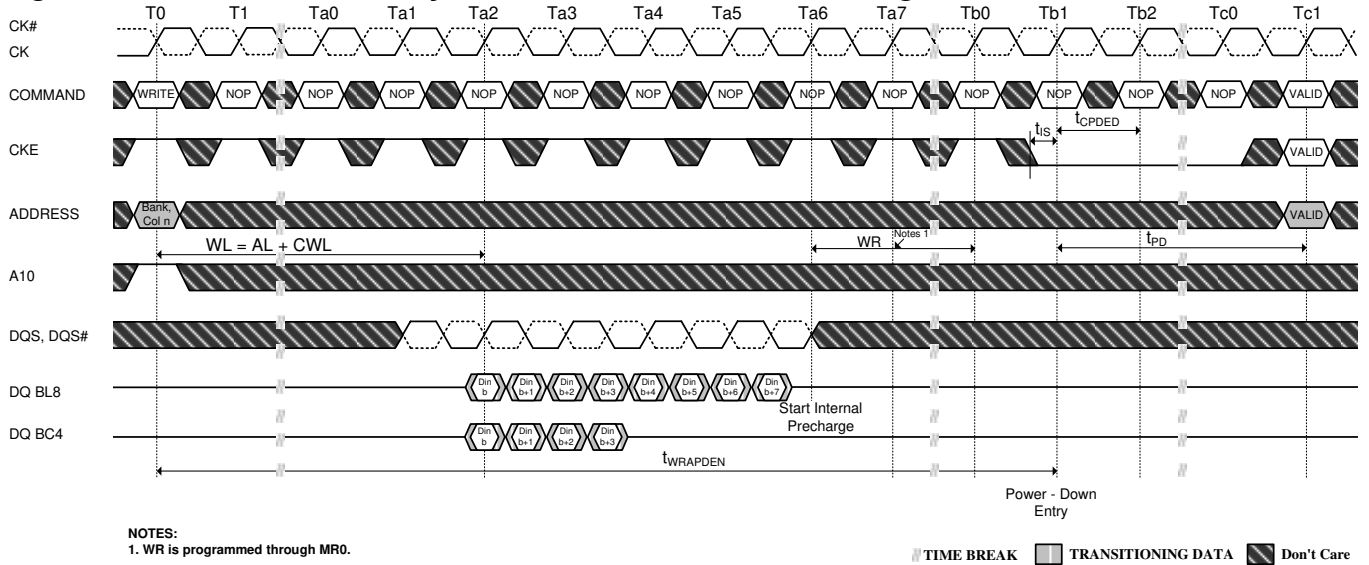 T0 T1 Ta0 Ta1 Ta2 Ta3 Ta4 Ta5 Ta6 Ta7 Tb0 Tb1 Tb2 Tc0 Tc1
CK#
CK
COMMAND WRITE NOP NOP NOP NOP NOP NOP NOP NOP NOP NOP NOP NOP NOP VALID
tIS tCPDED
CKE VALID
ADDRESS Bank, Col n VALID
WL = AL + CWL WR Notes 1 tPD
A10
DQS, DQS#
DQ BL8 Din b Din b+1 Din b+2 Din b+3 Din b+4 Din b+5 Din b+6 Din b+7
Start Internal
Precharge
DQ BC4 Din b Din b+1 Din b+2 Din b+3
tWRAPDEN
Power - Down
Entry
NOTES:
1. WR is programmed through MR0.
TIME BREAK TRANSITIONING DATA Don't Care